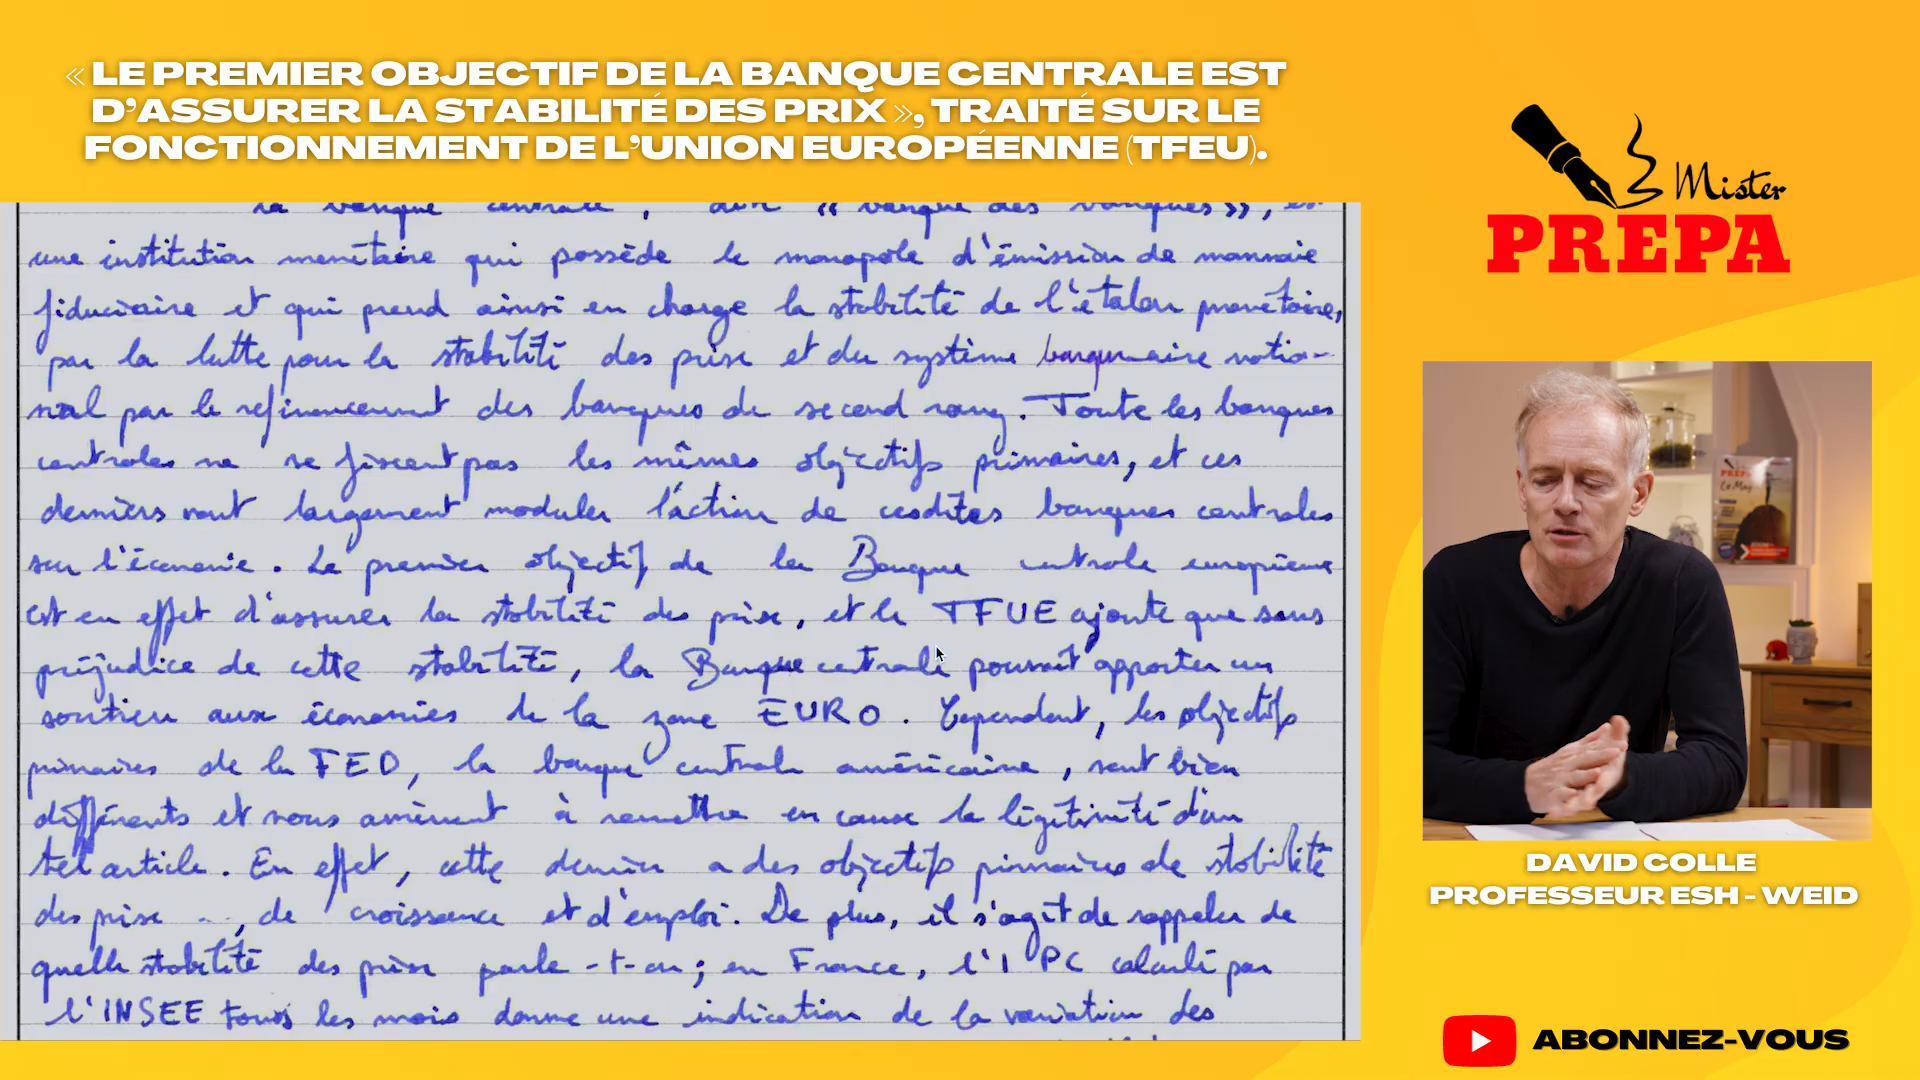 « LE PREMIER OBJECTIF DE LA BANQUE CENTRALE EST
D’ASSURER LA STABILITÉ DES PRIX », TRAITÉ SUR LE
FONCTIONNEMENT DE L’UNION EUROPÉENNE (TFEU).
la banque centrale, dite « banque des banques », est
une institution monétaire qui possède le monopole d'émission de monnaie
fiduciaire et qui prend ainsi en charge la stabilité de l'étalon monétaire,
par la lutte pour la stabilité des prix et du système bancaire natio-
nal par le refinancement des banques de second rang. Toute les banques
centrales ne se fixent pas les mêmes objectifs primaires, et ces
derniers vont largement moduler l'action de cesdites banques centrales
sur l'économie. Le premier objectif de la Banque centrale européenne
est en effet d'assurer la stabilité des prix, et le TFUE ajoute que sans
préjudice de cette stabilité, la Banque centrale pourrait apporter un
soutien aux économies de la zone EURO. Cependant, les objectifs
primaires de la FED, la banque centrale américaine, sont bien
différents et nous amènent à remettre en cause la légitimité d'un
tel article. En effet, cette dernière a des objectifs primaires de stabilité
des prix ..., de croissance et d'emploi. De plus, il s'agit de rappeler de
quelle stabilité des prix parle-t-on; en France, l'IPC calculé par
l'INSEE tous les mois donne une indication de la variation des
Mister
PREPA
DAVID COLLE
PROFESSEUR ESH - WEID
ABONNEZ-VOUS